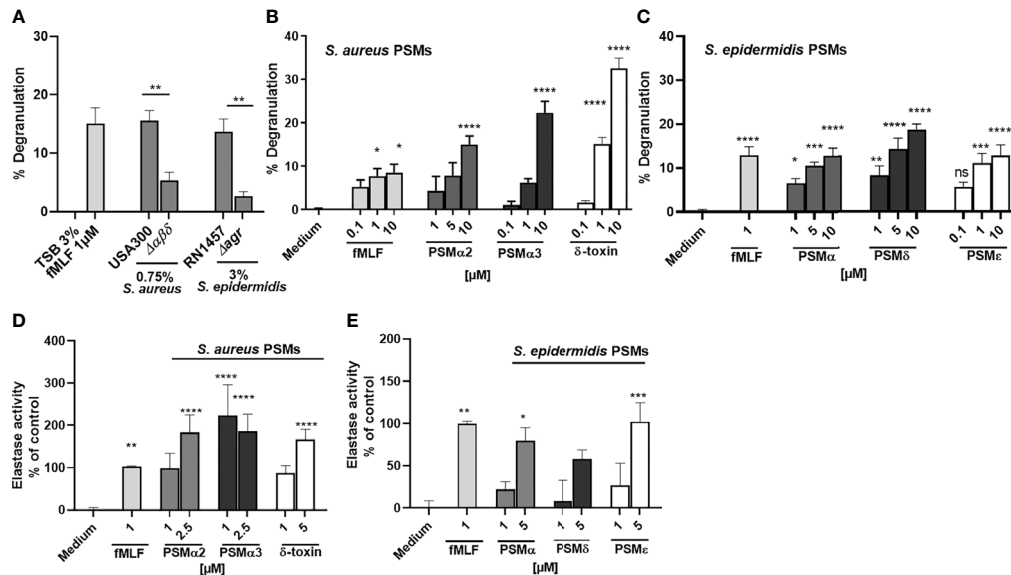 A
% Degranulation
30
20
10
0
**
**
TSB 3%
fMLF 1µM
USA300
Δαβδ
RN1457
Δagr
0.75%
S. aureus
3%
S. epidermidis
B
S. aureus PSMs
% Degranulation
40
30
20
10
0
*
*
****
****
****
****
Medium
0.1 1 10
1 5 10
0.1 1 10
0.1 1 10
fMLF
PSMα2
PSMα3
δ-toxin
[µM]
C
S. epidermidis PSMs
% Degranulation
40
30
20
10
0
****
*
***
****
**
****
****
ns
***
****
Medium
1
1 5 10
1 5 10
0.1 1 10
fMLF
PSMα
PSMδ
PSMε
[µM]
D
S. aureus PSMs
Elastase activity
% of control
400
300
200
100
0
**
****
****
****
****
Medium
1
1 2.5
1 2.5
1 5
fMLF
PSMα2
PSMα3
δ-toxin
[µM]
E
S. epidermidis PSMs
Elastase activity
% of control
200
150
100
50
0
**
*
***
Medium
1
1 5
1 5
1 5
fMLF
PSMα
PSMδ
PSMε
[µM]